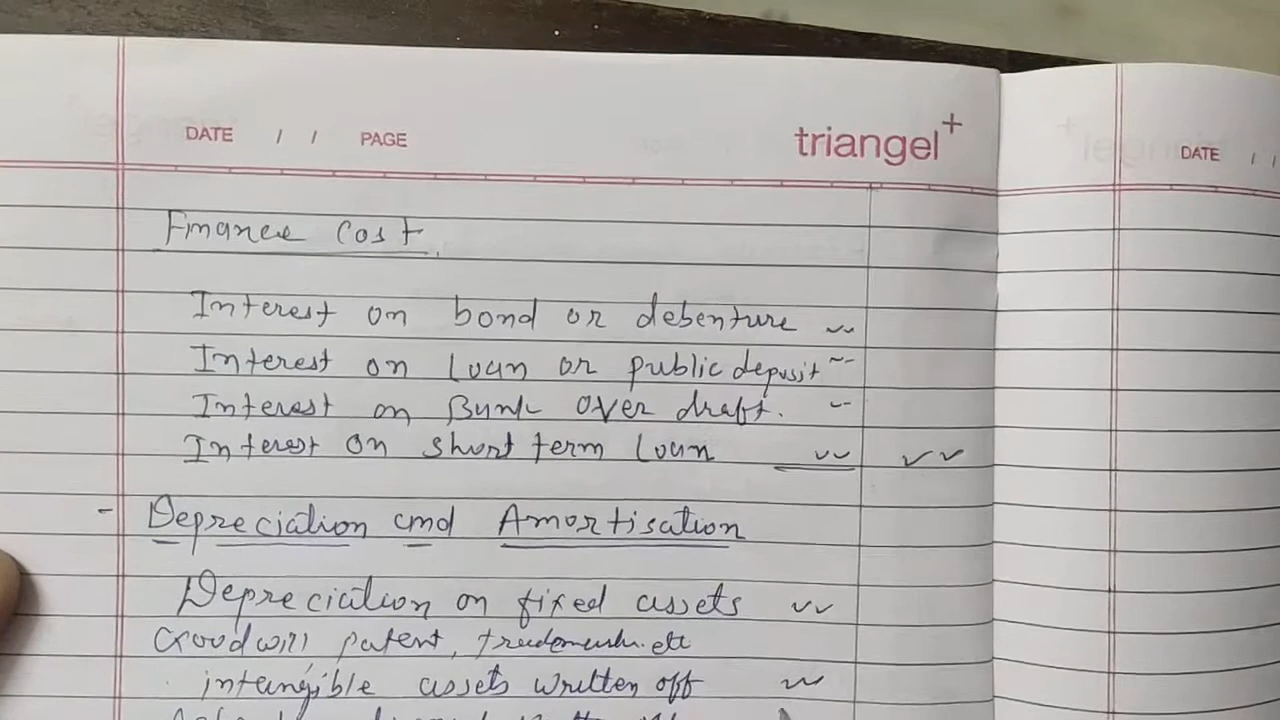 DATE / / PAGE triangel+
DATE / /
Finance Cost
Interest on bond or debenture
Interest on Loan or public deposit
Interest on Bank over draft.
Interest on short term Loan
- Depreciation and Amortisation
Depreciation on fixed assets
Goodwill patent, trademark. etc
intangible assets written off